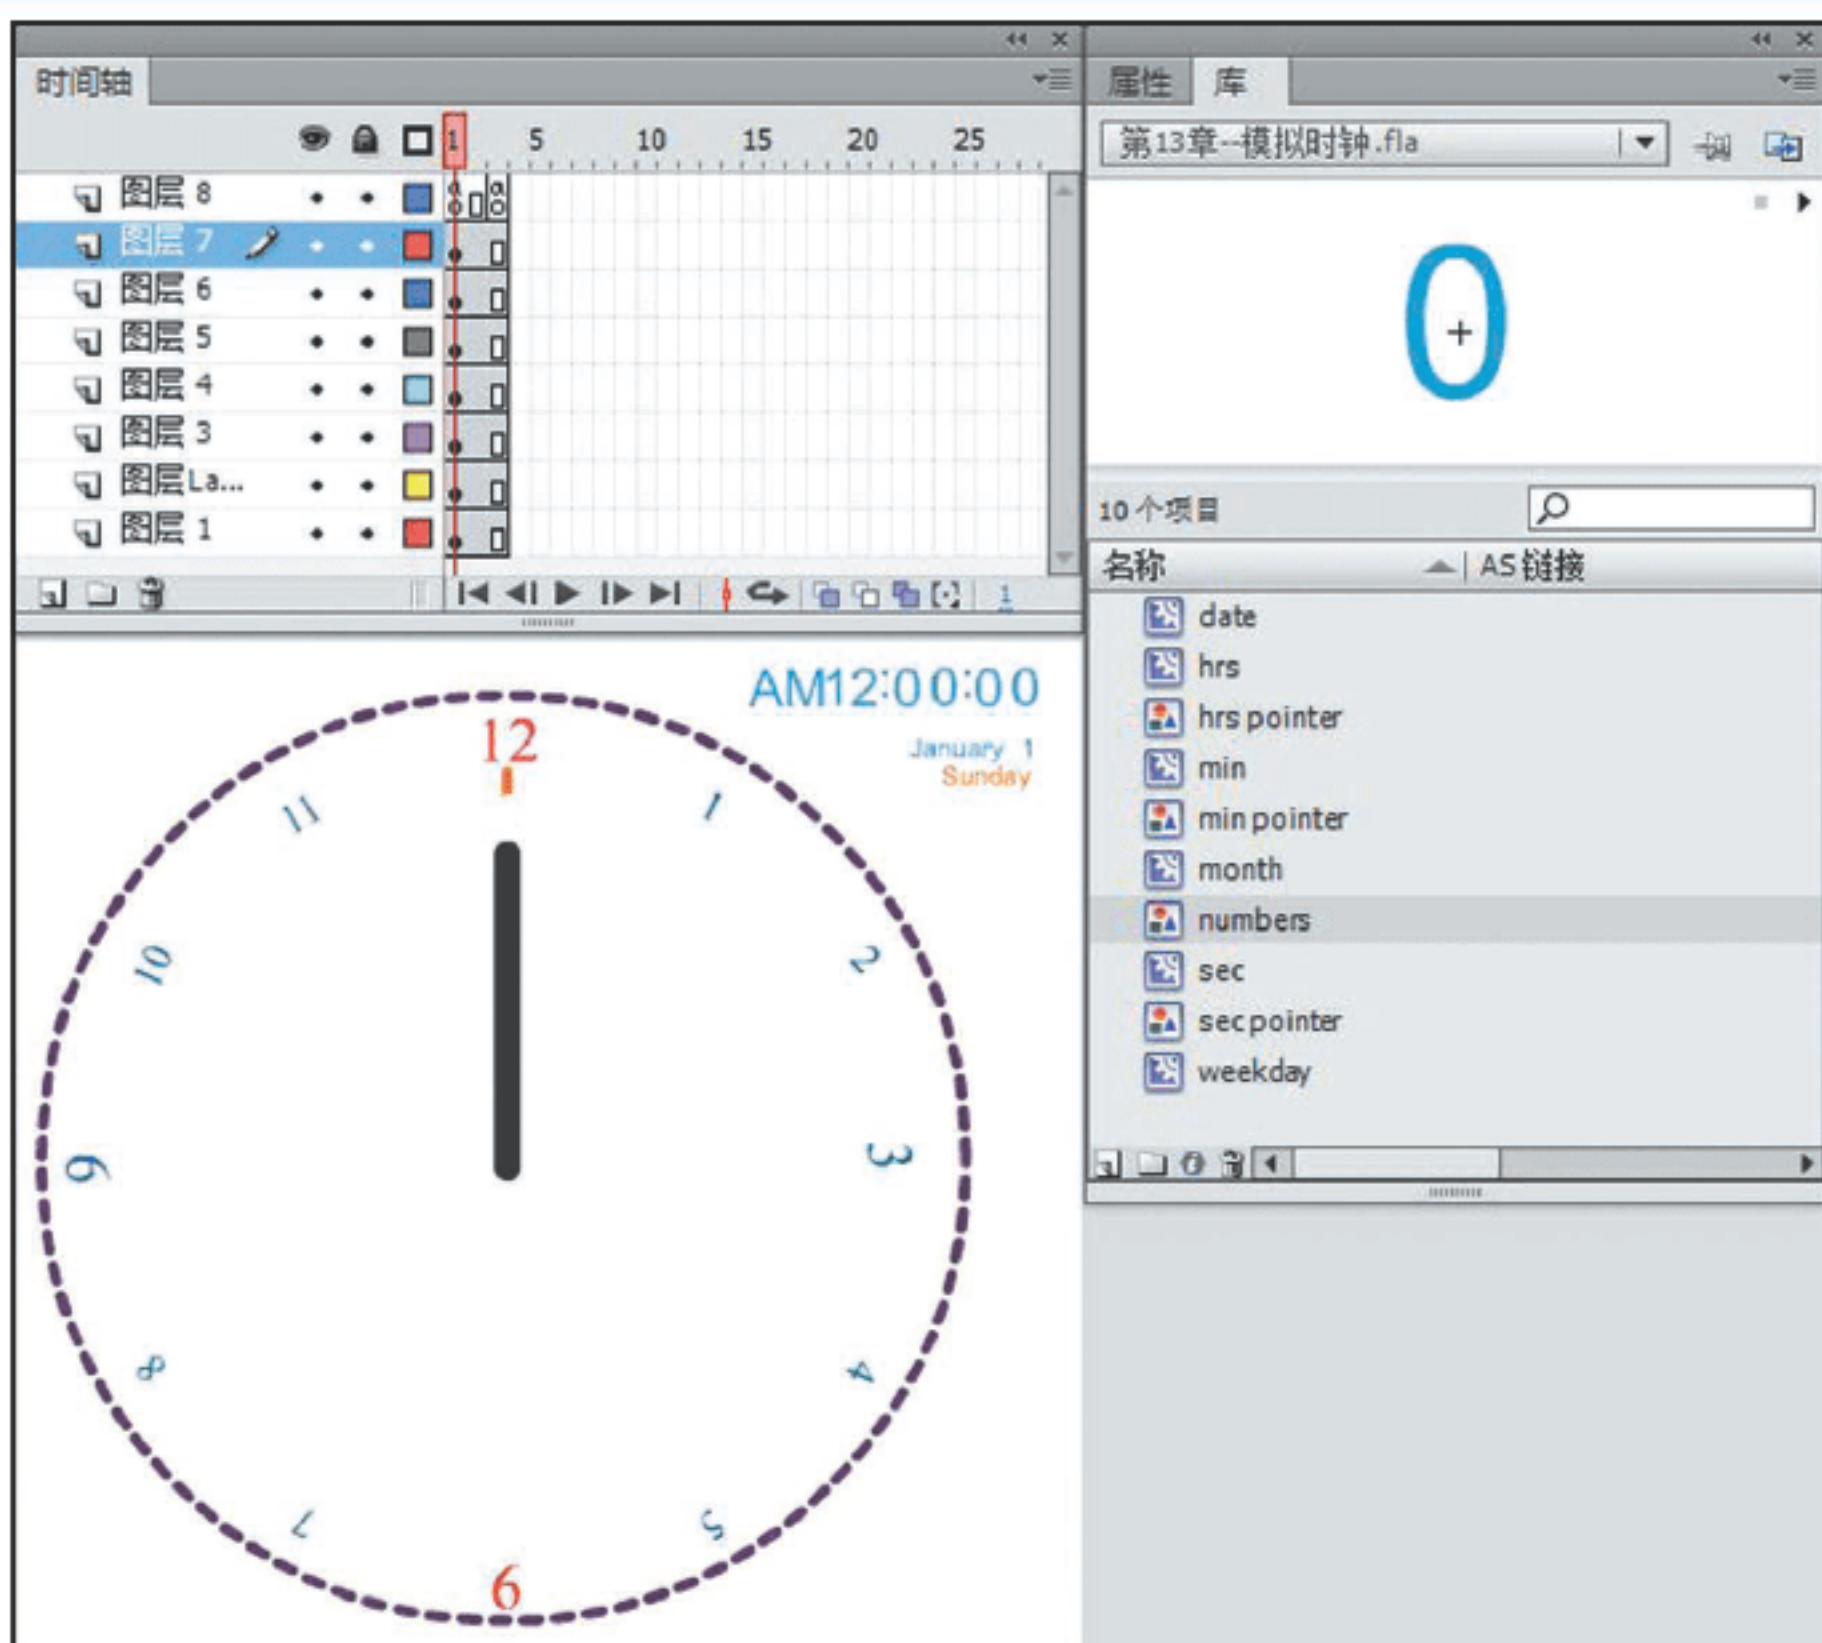 时间轴
1 5 10 15 20 25
图层 8
图层 7
图层 6
图层 5
图层 4
图层 3
图层La...
图层 1
1
属性 库
第13章--模拟时钟.fla
0
10 个项目
名称 AS 链接
date
hrs
hrs pointer
min
min pointer
month
numbers
sec
sec pointer
weekday
AM12:00:00
January 1
Sunday
12
11
1
10
2
9
3
8
4
7
5
6